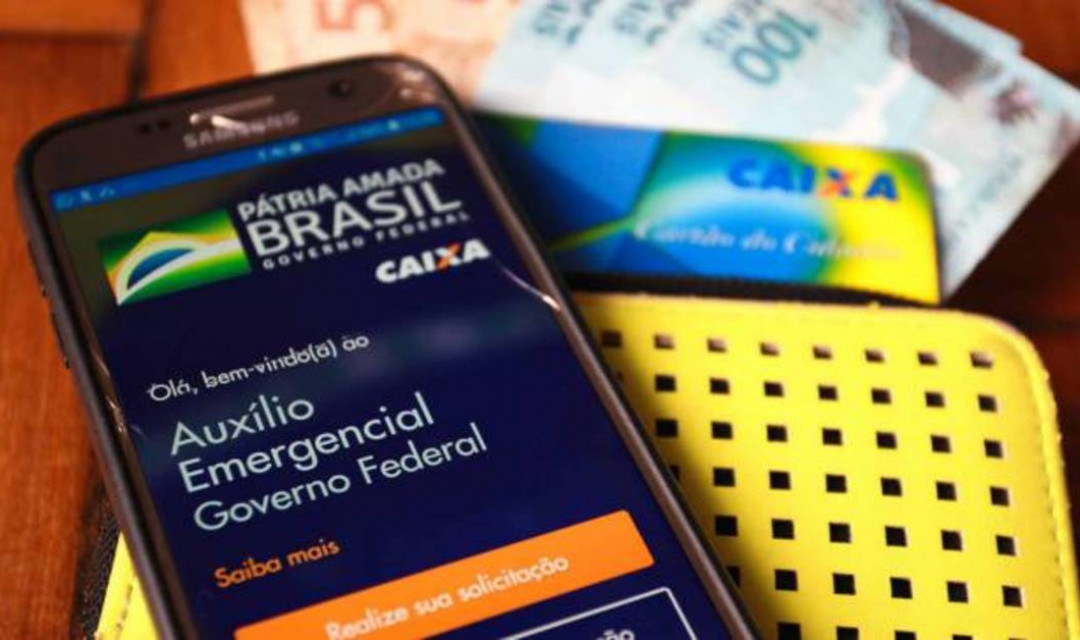 SAMSUNG
PÁTRIA AMADA
BRASIL
GOVERNO FEDERAL
CAIXA
Olá, bem-vindo(a) ao
Auxílio
Emergencial
Governo Federal
Saiba mais
Realize sua solicitação
100
REAIS
CAIXA
Cartão do Cidadão